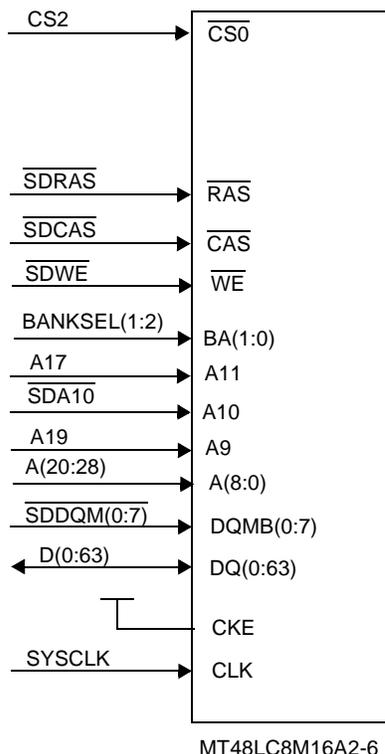 CS2
CS0
SDRAS
RAS
SDCAS
CAS
SDWE
WE
BANKSEL(1:2)
BA(1:0)
A17
A11
SDA10
A10
A19
A9
A(20:28)
A(8:0)
SDDQM(0:7)
DQMB(0:7)
D(0:63)
DQ(0:63)
CKE
SYSCLK
CLK
MT48LC8M16A2-6